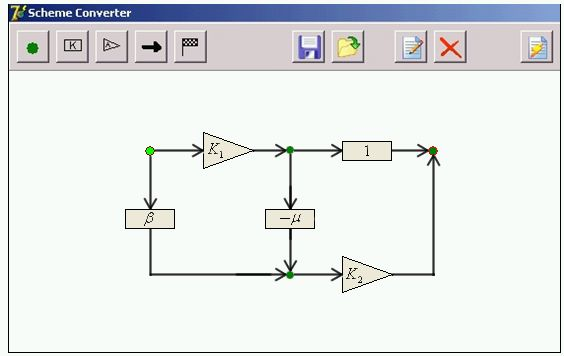 Scheme Converter
K
A
K₁
1
β
−μ
K₂